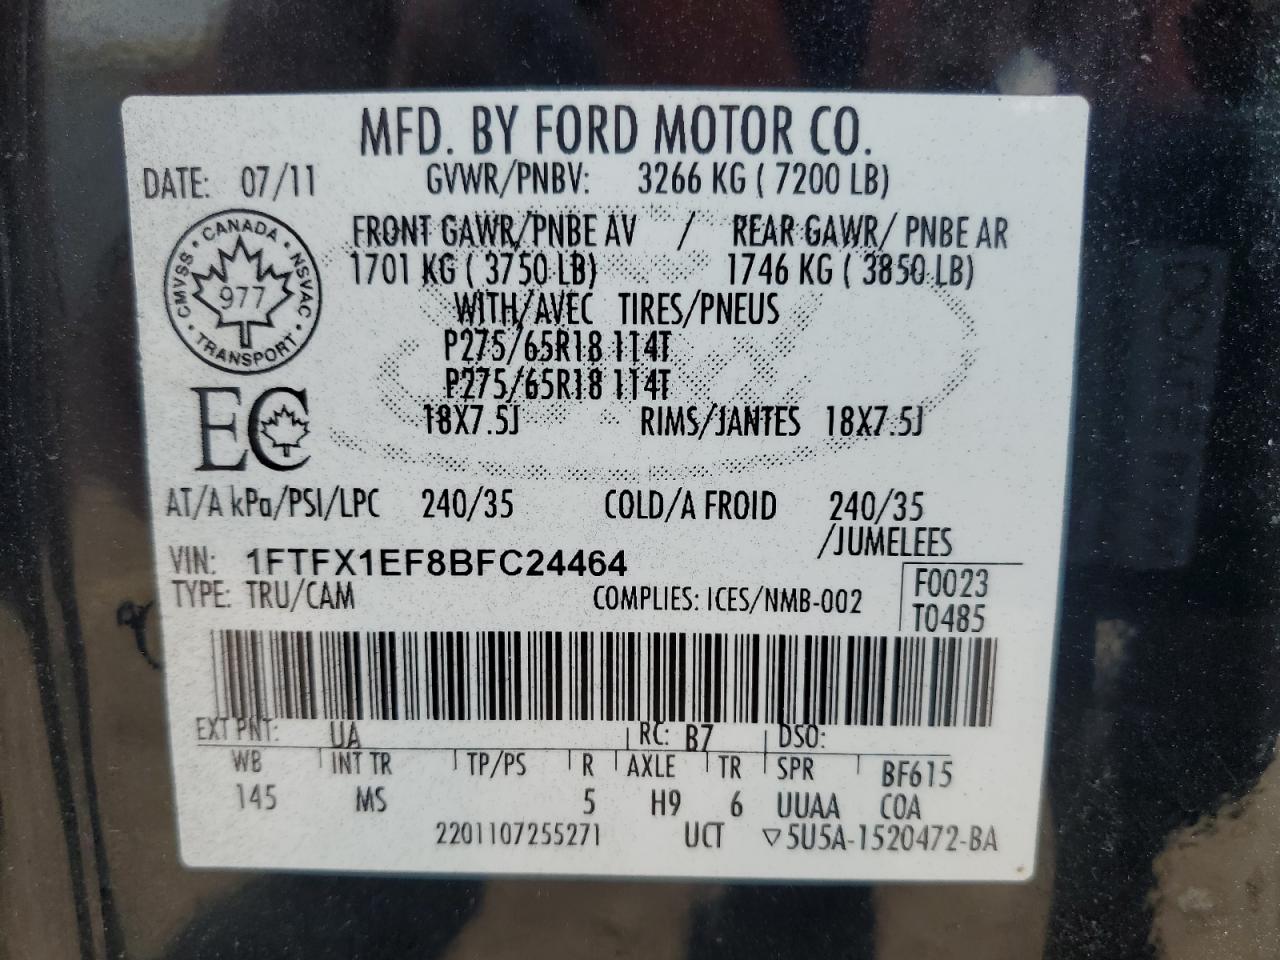 MFD. BY FORD MOTOR CO.
DATE: 07/11 GVWR/PNBV: 3266 KG ( 7200 LB)
FRONT GAWR/PNBE AV / REAR GAWR/ PNBE AR
1701 KG ( 3750 LB) 1746 KG ( 3850 LB)
WITH/AVEC TIRES/PNEUS
P275/65R18 114T
P275/65R18 114T
18X7.5J RIMS/JANTES 18X7.5J
CANADA
CMVSS • NSVAC
977
TRANSPORT
EC
AT/A kPa/PSI/LPC 240/35 COLD/A FROID 240/35
/JUMELEES
VIN: 1FTFX1EF8BFC24464
TYPE: TRU/CAM COMPLIES: ICES/NMB-002
F0023
T0485
EXT PNT: UA RC: B7 DSO:
WB INT TR TP/PS R AXLE TR SPR BF615
145 MS 5 H9 6 UUAA COA
2201107255271 UCT ▽5U5A-1520472-BA